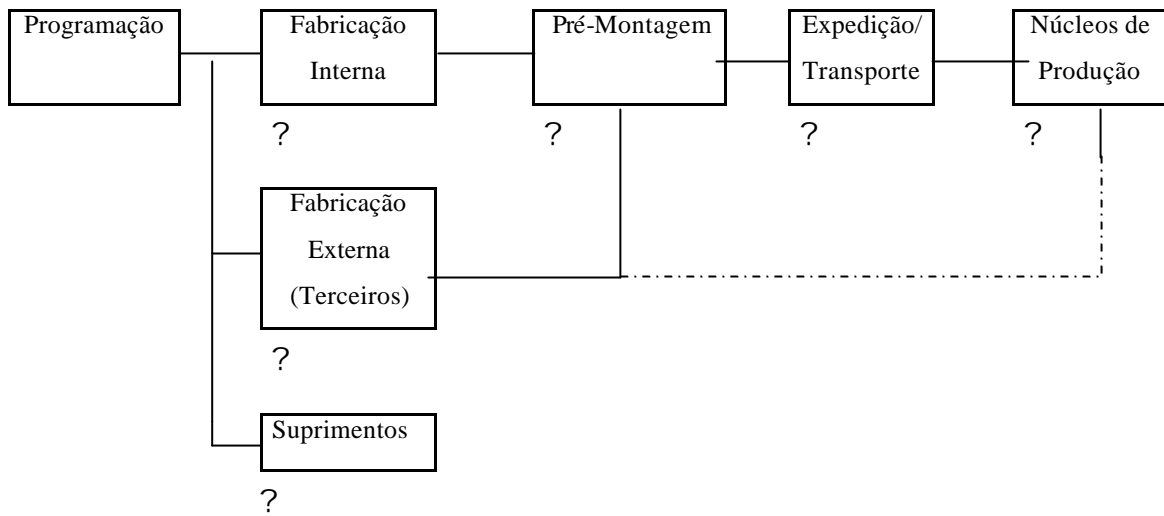 Programação
Fabricação
Interna
?
Pré-Montagem
?
Expedição/
Transporte
?
Núcleos de
Produção
?
Fabricação
Externa
(Terceiros)
?
Suprimentos
?